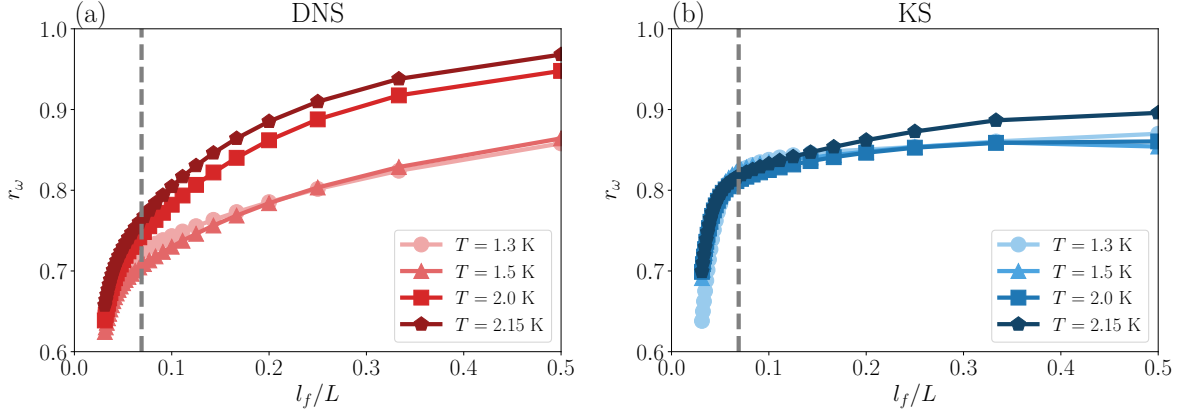 (a) DNS
1.0
0.9
0.8
0.7
0.6
r_ω
0.0 0.1 0.2 0.3 0.4 0.5
l_f/L
T = 1.3 K
T = 1.5 K
T = 2.0 K
T = 2.15 K
(b) KS
1.0
0.9
0.8
0.7
0.6
r_ω
0.0 0.1 0.2 0.3 0.4 0.5
l_f/L
T = 1.3 K
T = 1.5 K
T = 2.0 K
T = 2.15 K